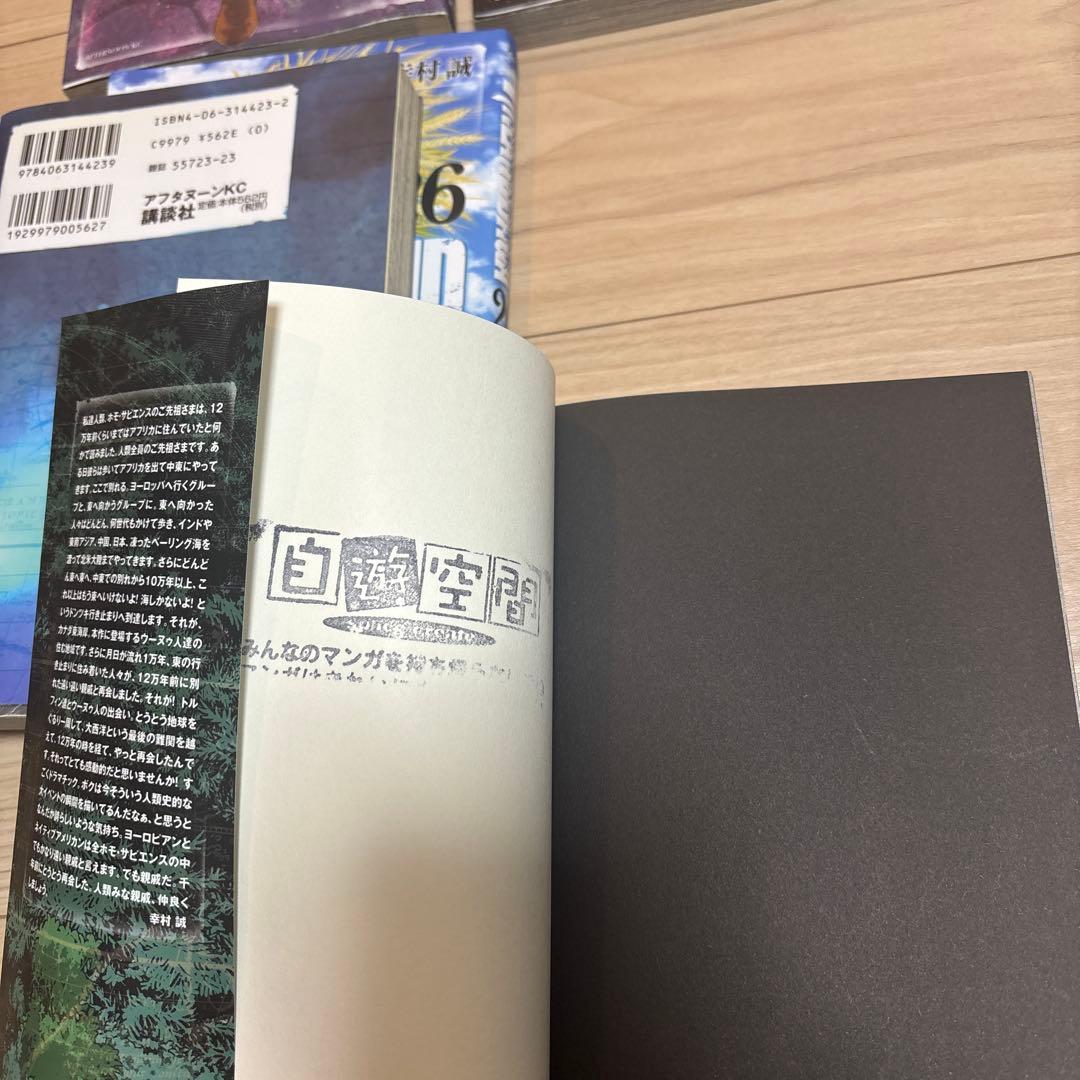 ISBN4-06-314423-2
C9979 ¥562E (0)
雑誌 55723-23
9784063144239
アフタヌーンKC
講談社
定価:本体562円
(税別)
1929979005627
村 誠
6
私達人類、ホモ・サピエンスのご先祖さまは、12
万年前くらいまではアフリカに住んでいたと何
かで読みました。人類全員のご先祖さまです。あ
る日彼らは歩いてアフリカを出て中東にやって
きます。ここで別れる。ヨーロッパへ行くグルー
プと、東へ向かうグループに。東へ向かった
人々はどんどん、何世代もかけて歩き、インドや
東南アジア、中国、日本、凍ったベーリング海を
渡って北米大陸までやってきます。さらにどんど
ん東へ東へ。中東での別れから10万年以上、こ
れ以上はもう東へいけないよ!海しかないよ!と
いうドンツキ行き止まりへ到達します。それが、
カナダ東海岸。本作に登場するウーヌゥ人達の
住む地域です。さらに月日が流れ1万年、東の行
き止まりに住み着いた人々が、12万年前に別
れた遠い遠い親戚と再会しました。それが!トル
フィン達とウーヌゥ人の出会い。とうとう地球を
ぐるり一周して、大西洋という最後の難関を越
えて、12万年の時を経て、やっと再会したんで
す。それってとても感動的だと思いませんか!す
ごくドラマチック。ボクは今そういう人類史的な
大イベントの瞬間を描いてるんだなぁ、と思うと
なんだか誇らしいような気持ち。ヨーロピアンと
ネイティブアメリカンは全ホモ・サピエンスの中
でもかなり遠い親戚と言えます。でも親戚だ。千
年前にとうとう再会した。人類みな親戚、仲良く
しましょう。
幸村 誠
自遊空間
みんなのマンガを